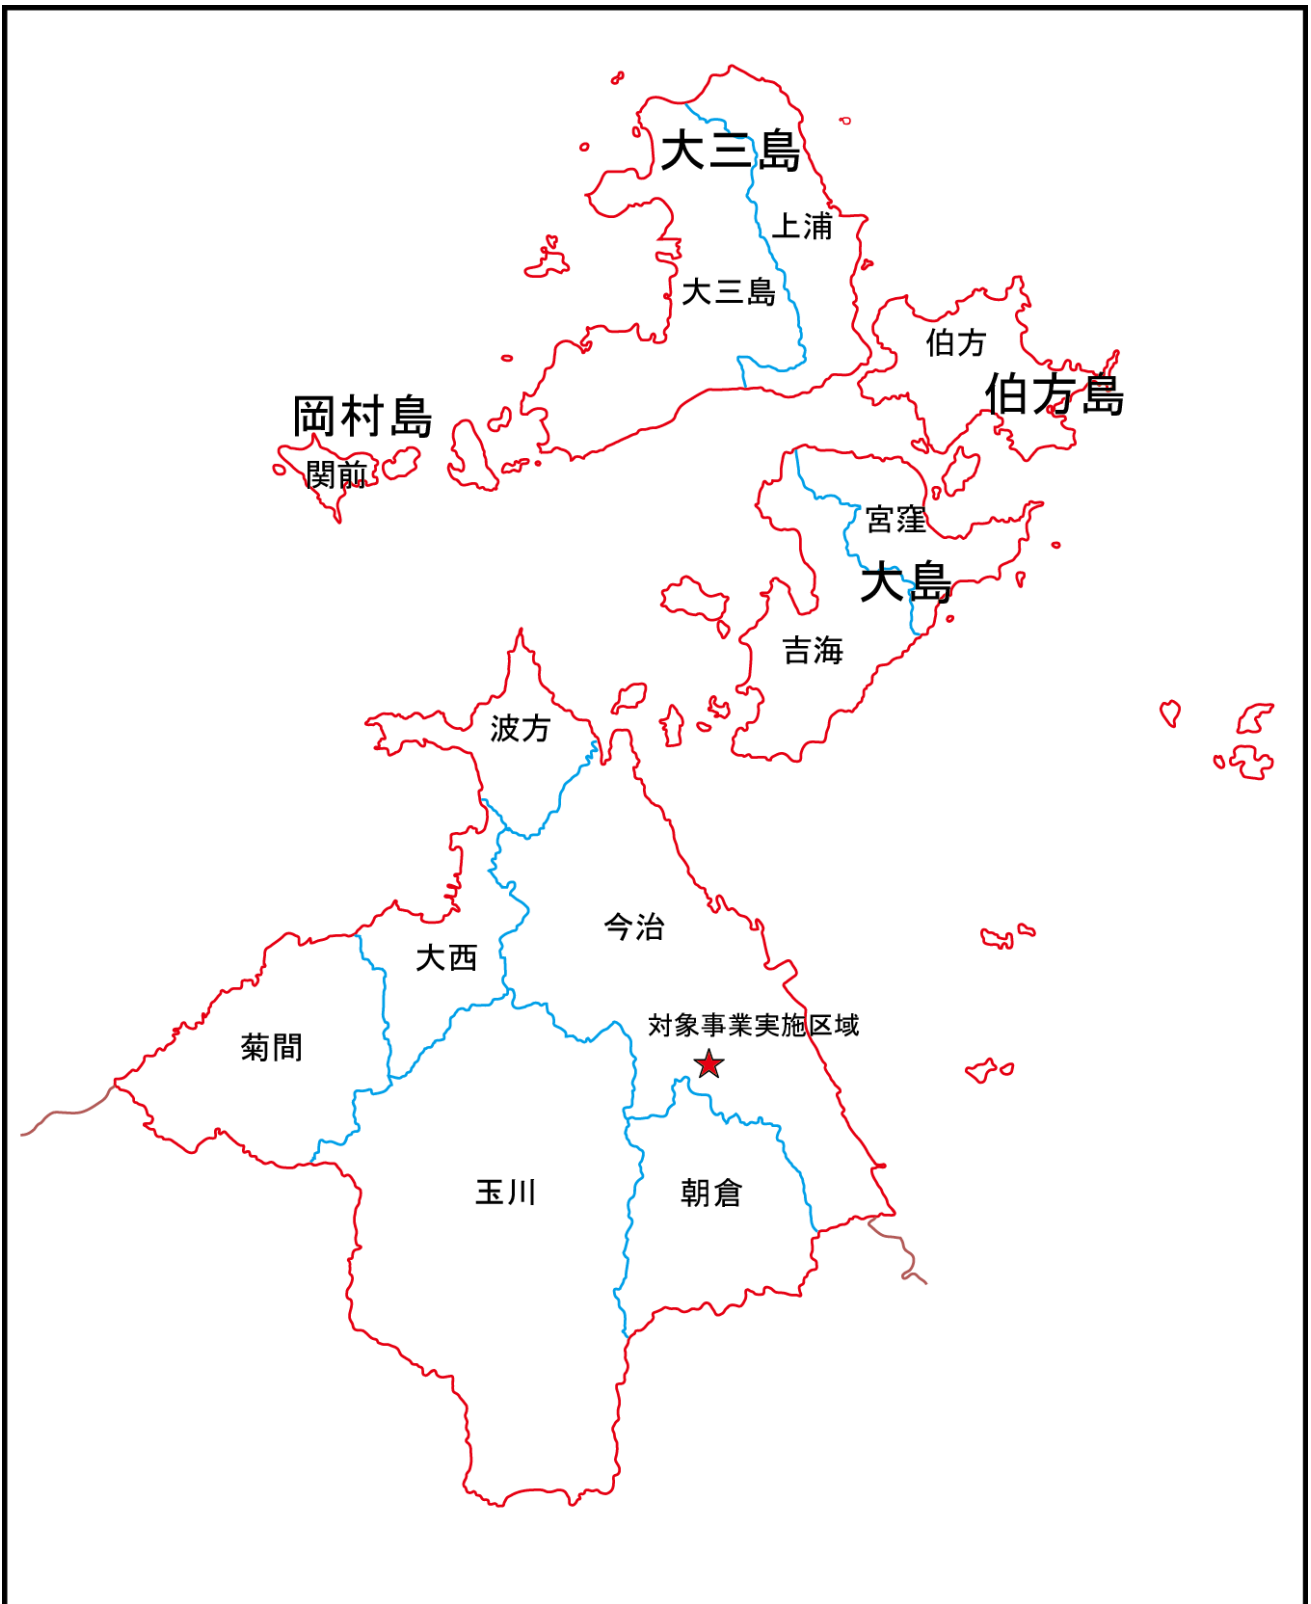 大三島
上浦
大三島
伯方
伯方島
岡村島
関前
宮窪
大島
吉海
波方
今治
大西
対象事業実施区域
菊間
玉川
朝倉